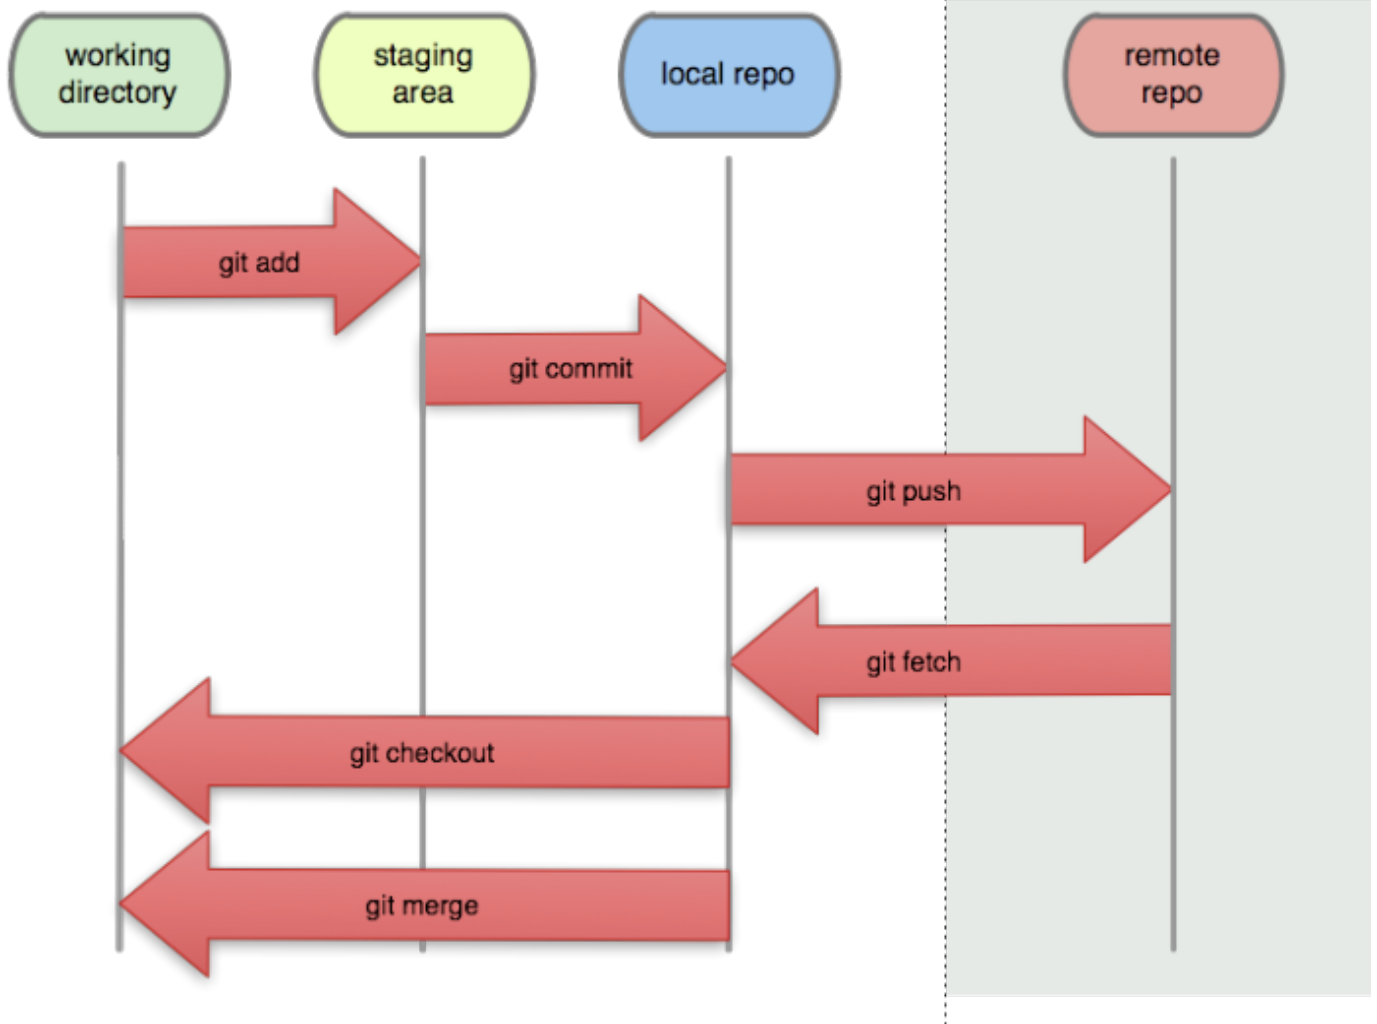 working
directory
staging
area
local repo
remote
repo
git add
git commit
git push
git fetch
git checkout
git merge